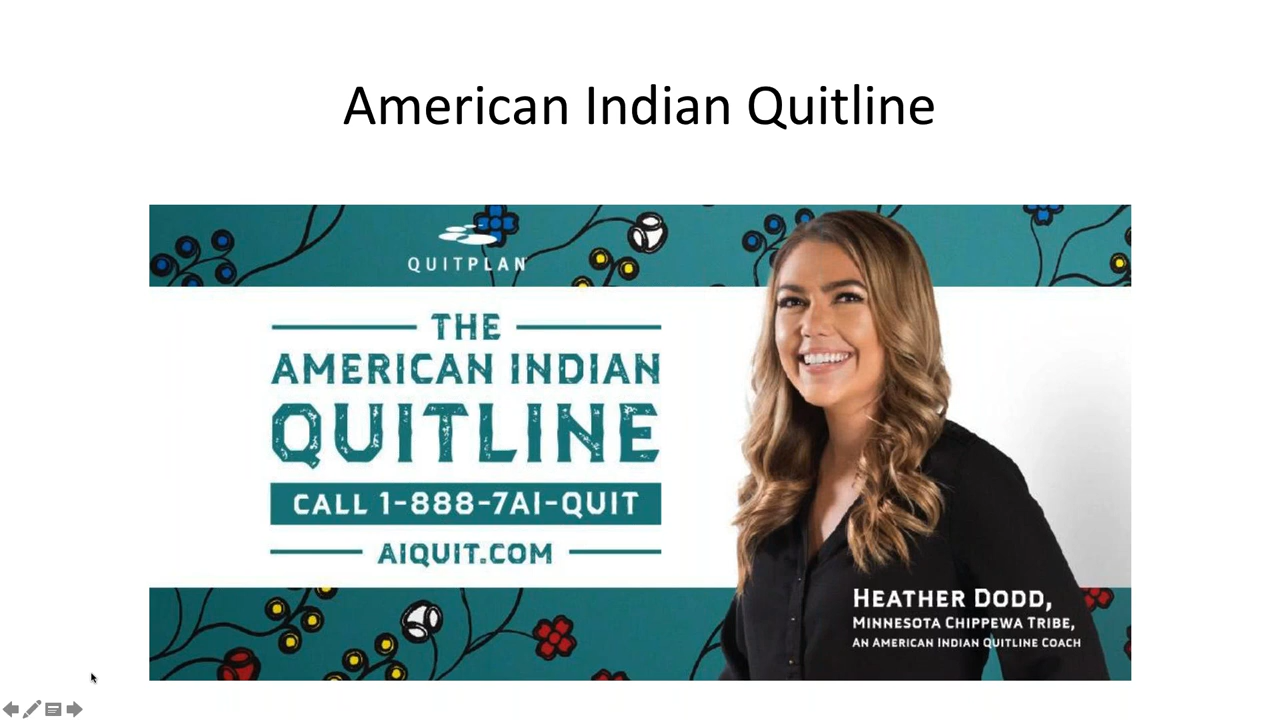 American Indian Quitline
QUITPLAN
THE
AMERICAN INDIAN
QUITLINE
CALL 1-888-7AI-QUIT
AIQUIT.COM
HEATHER DODD,
MINNESOTA CHIPPEWA TRIBE,
AN AMERICAN INDIAN QUITLINE COACH